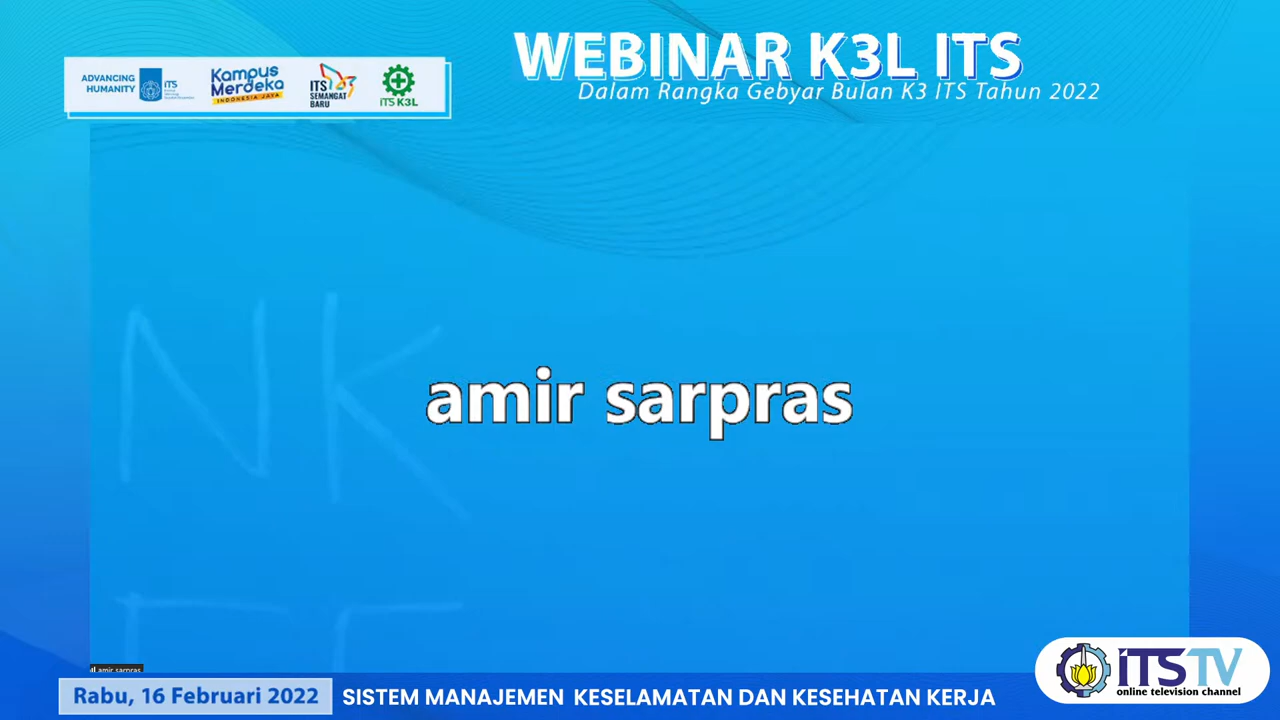 WEBINAR K3L ITS
Dalam Rangka Gebyar Bulan K3 ITS Tahun 2022
ADVANCING
HUMANITY
ITS
Kampus
Merdeka
INDONESIA JAYA
ITS
SEMANGAT
BARU
ITS K3L
NK
amir sarpras
amir sarpras
Rabu, 16 Februari 2022
SISTEM MANAJEMEN KESELAMATAN DAN KESEHATAN KERJA
ITS TV
online television channel